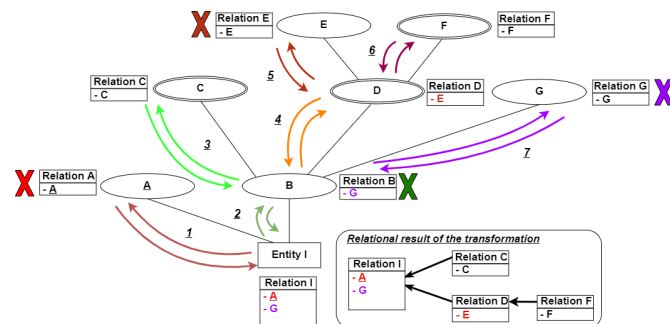 Relation E
- E
E
F
Relation F
- F
6
5
Relation C
- C
C
D
Relation D
- E
G
Relation G
- G
4
3
7
Relation A
- A
A
B
Relation B
- G
2
1
Entity I
Relation I
- A
- G
Relational result of the transformation
Relation I
- A
- G
Relation C
- C
Relation D
- E
Relation F
- F
X
X
X
X